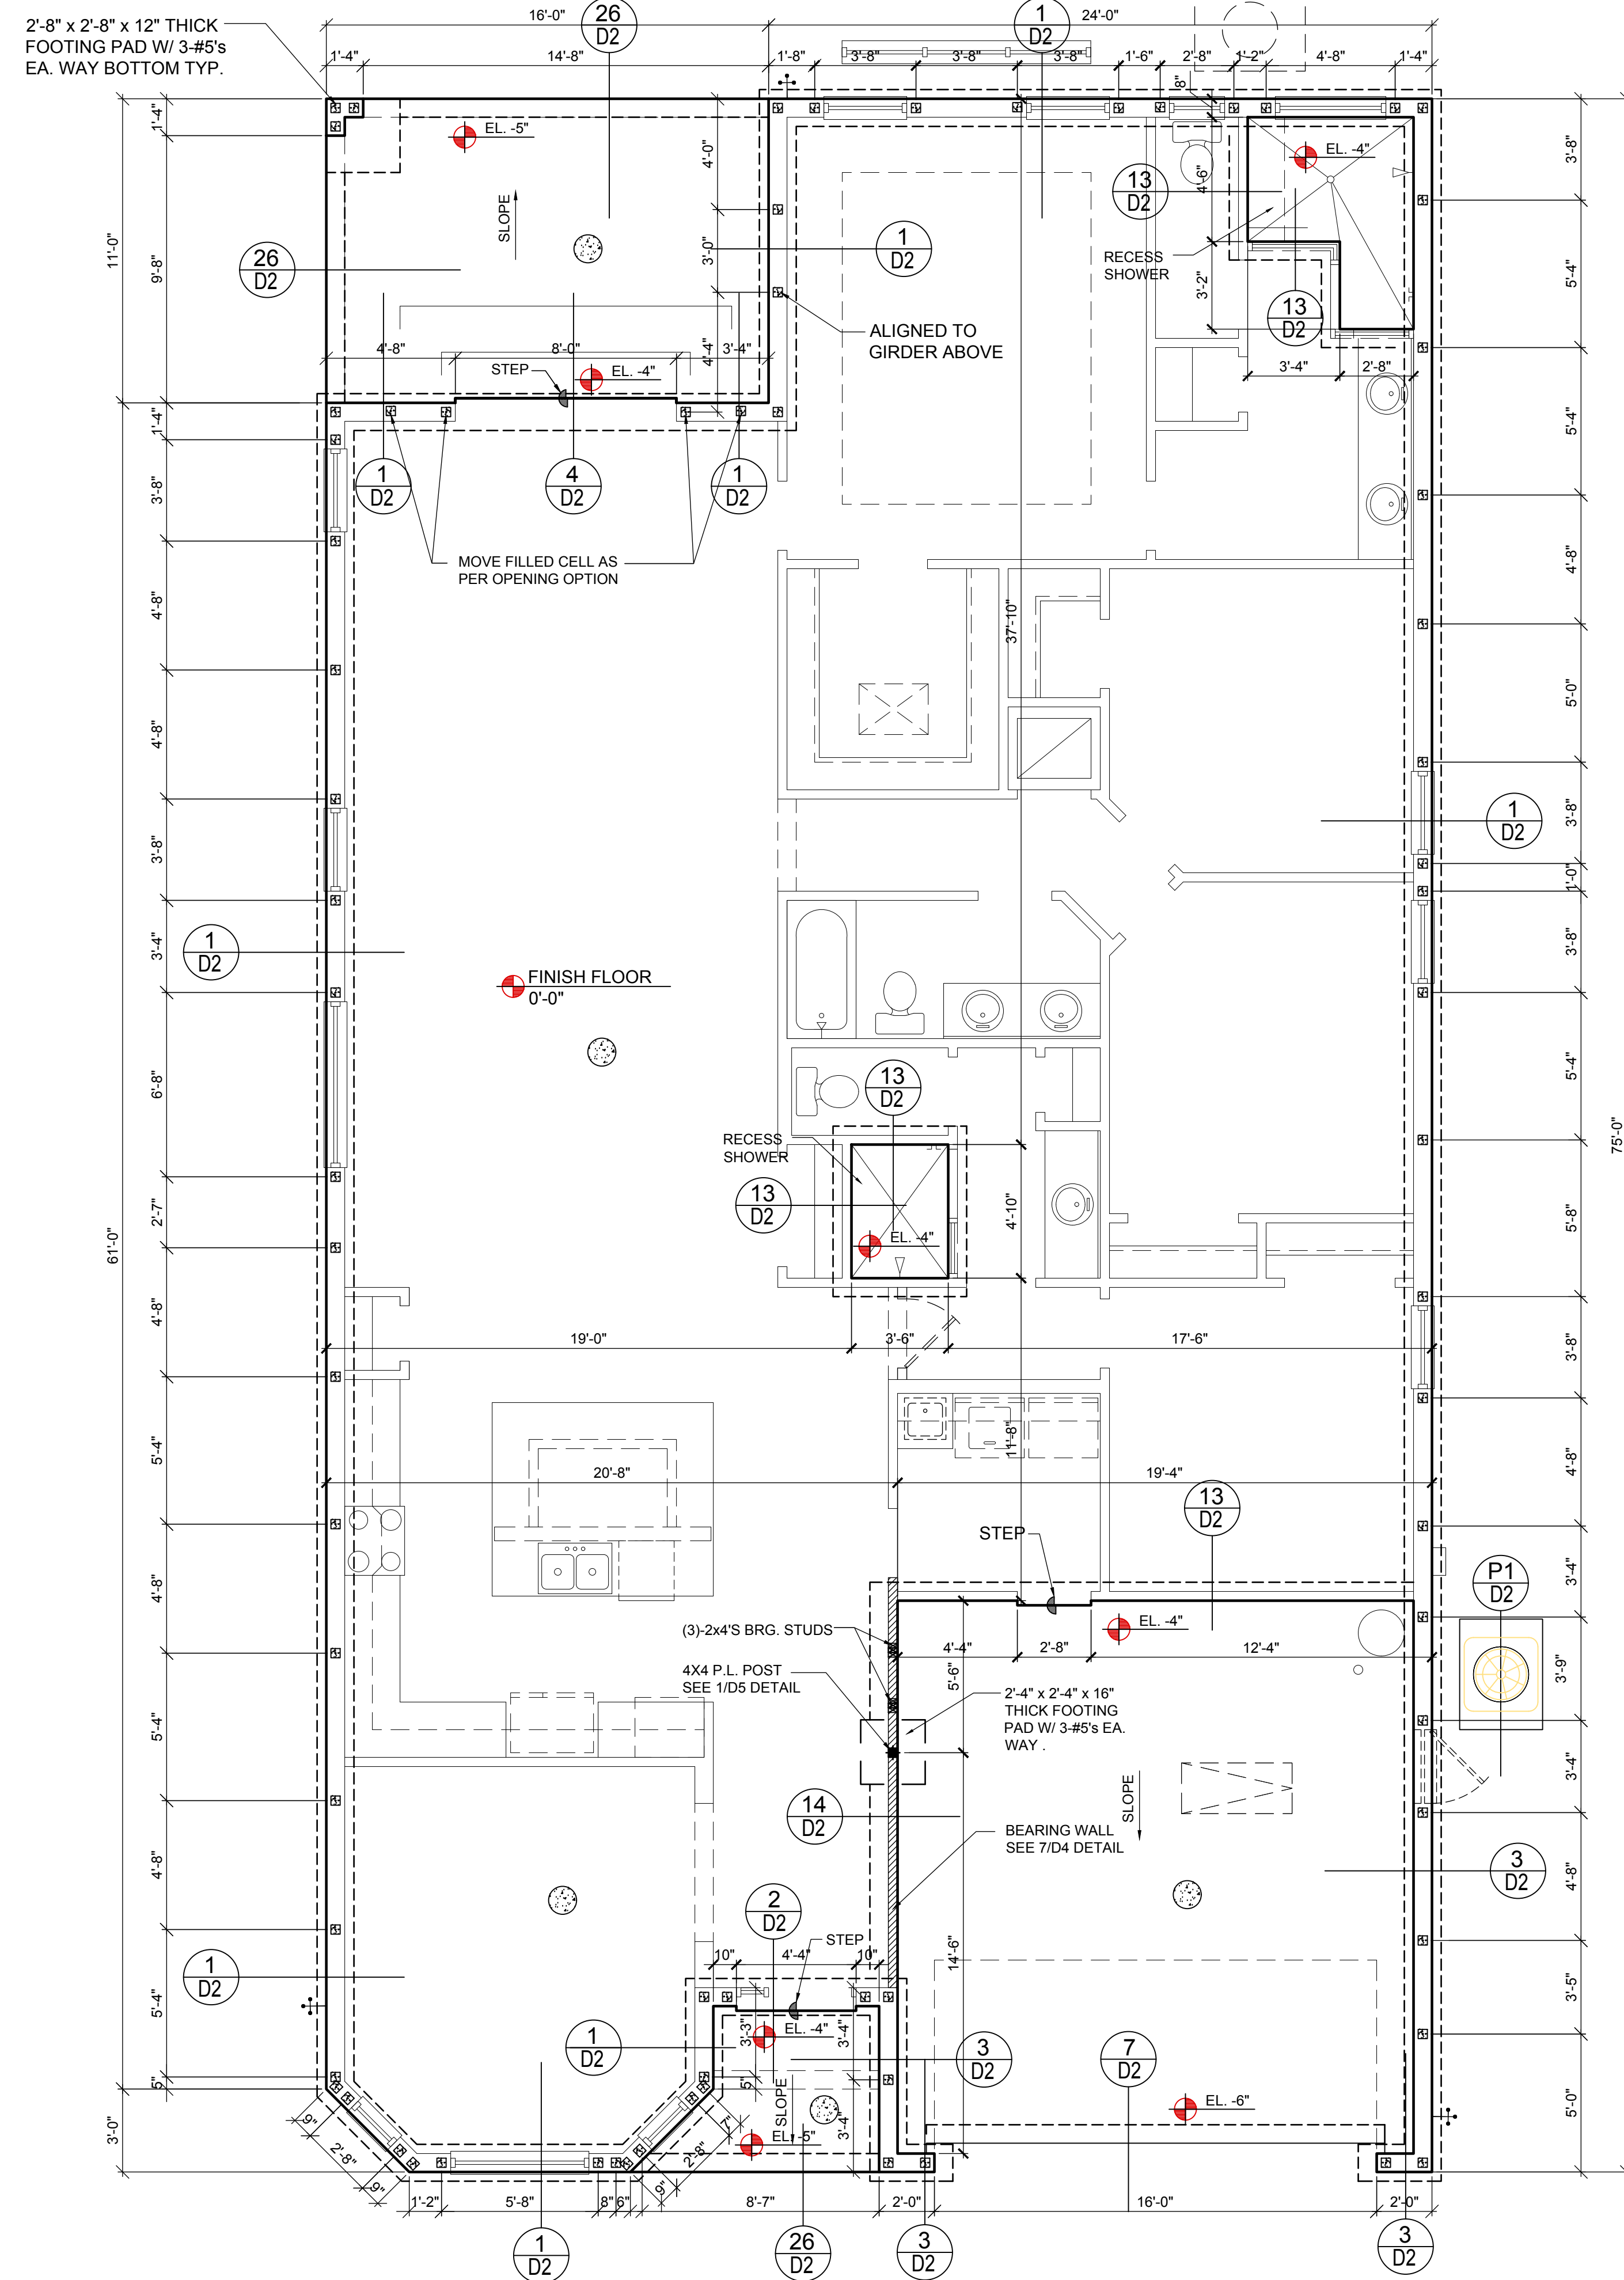 2'-8" x 2'-8" x 12" THICK
FOOTING PAD W/ 3-#5's
EA. WAY BOTTOM TYP.
16'-0"
26
D2
1
D2
24'-0"
1'-4"
14'-8"
1'-8"
3'-8"
3'-8"
3'-8"
1'-6"
2'-8"
1'-2"
4'-8"
1'-4"
8"
1'-4"
EL. -5"
4'-0"
EL. -4"
3'-8"
13
D2
4'-6"
SLOPE
11'-0"
9'-8"
26
D2
3'-0"
1
D2
RECESS
SHOWER
3'-2"
5'-4"
13
D2
ALIGNED TO
GIRDER ABOVE
4'-8"
8'-0"
3'-4"
4'-4"
STEP
EL. -4"
3'-4"
2'-8"
1'-4"
5'-4"
3'-8"
1
D2
4
D2
1
D2
MOVE FILLED CELL AS
PER OPENING OPTION
4'-8"
4'-8"
37'-10"
5'-0"
4'-8"
3'-8"
1
D2
3'-8"
1'-0"
3'-4"
1
D2
3'-8"
FINISH FLOOR
0'-0"
6'-8"
5'-4"
13
D2
75'-0"
RECESS
SHOWER
13
D2
4'-10"
2'-7"
5'-8"
61'-0"
EL. -4"
4'-8"
19'-0"
3'-6"
17'-6"
3'-8"
5'-4"
11'-8"
4'-8"
20'-8"
19'-4"
13
D2
STEP
4'-8"
3'-4"
P1
D2
(3)-2x4'S BRG. STUDS
EL. -4"
4'-4"
2'-8"
12'-4"
3'-9"
4X4 P.L. POST
SEE 1/D5 DETAIL
5'-6"
2'-4" x 2'-4" x 16"
THICK FOOTING
PAD W/ 3-#5's EA.
WAY .
5'-4"
3'-4"
SLOPE
14
D2
BEARING WALL
SEE 7/D4 DETAIL
4'-8"
3
D2
4'-8"
2
D2
STEP
10"
4'-4"
10"
14'-6"
1
D2
5'-4"
3'-5"
3'-3"
EL. -4"
3'-4"
1
D2
3
D2
7
D2
5"
5"
SLOPE
EL. -6"
5'-0"
3'-0"
9"
7"
3'-4"
EL. -5"
2'-8"
2'-8"
9"
9"
1'-2"
5'-8"
8"
6"
8'-7"
2'-0"
16'-0"
2'-0"
1
D2
26
D2
3
D2
3
D2